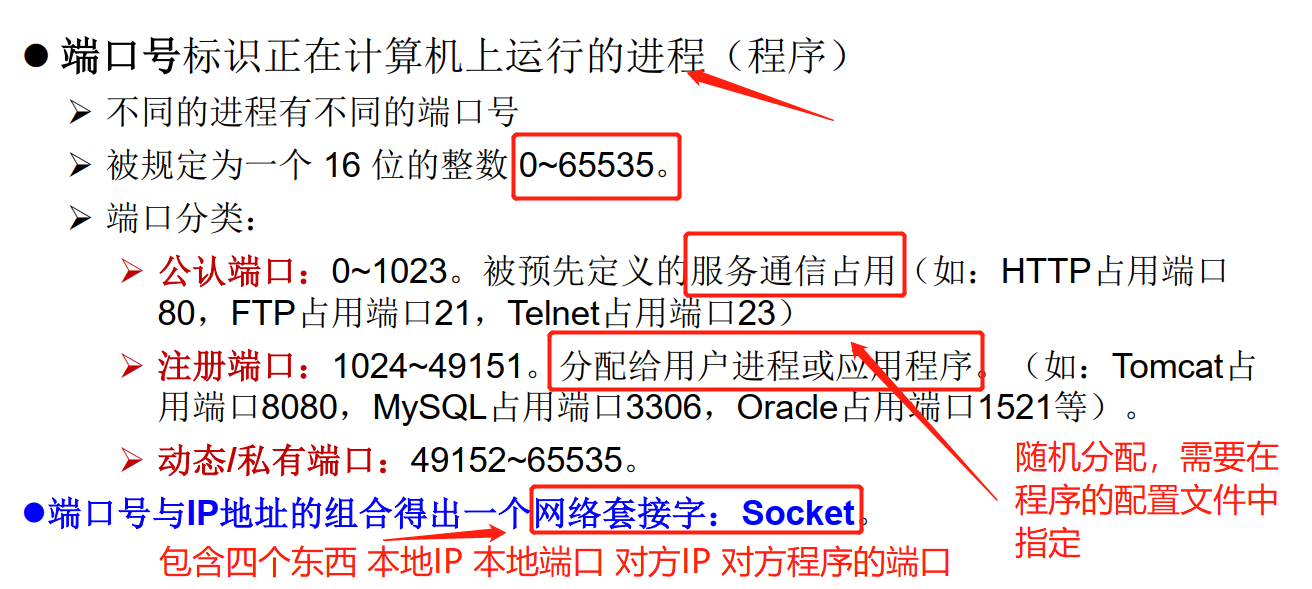 ● 端口号标识正在计算机上运行的进程（程序）
➢ 不同的进程有不同的端口号
➢ 被规定为一个 16 位的整数 0~65535。
➢ 端口分类：
➢ 公认端口：0~1023。被预先定义的服务通信占用（如：HTTP占用端口
80，FTP占用端口21，Telnet占用端口23）
➢ 注册端口：1024~49151。分配给用户进程或应用程序。（如：Tomcat占
用端口8080，MySQL占用端口3306，Oracle占用端口1521等）。
➢ 动态/私有端口：49152~65535。
随机分配，需要在
程序的配置文件中
指定
●端口号与IP地址的组合得出一个网络套接字：Socket。
包含四个东西 本地IP 本地端口 对方IP 对方程序的端口